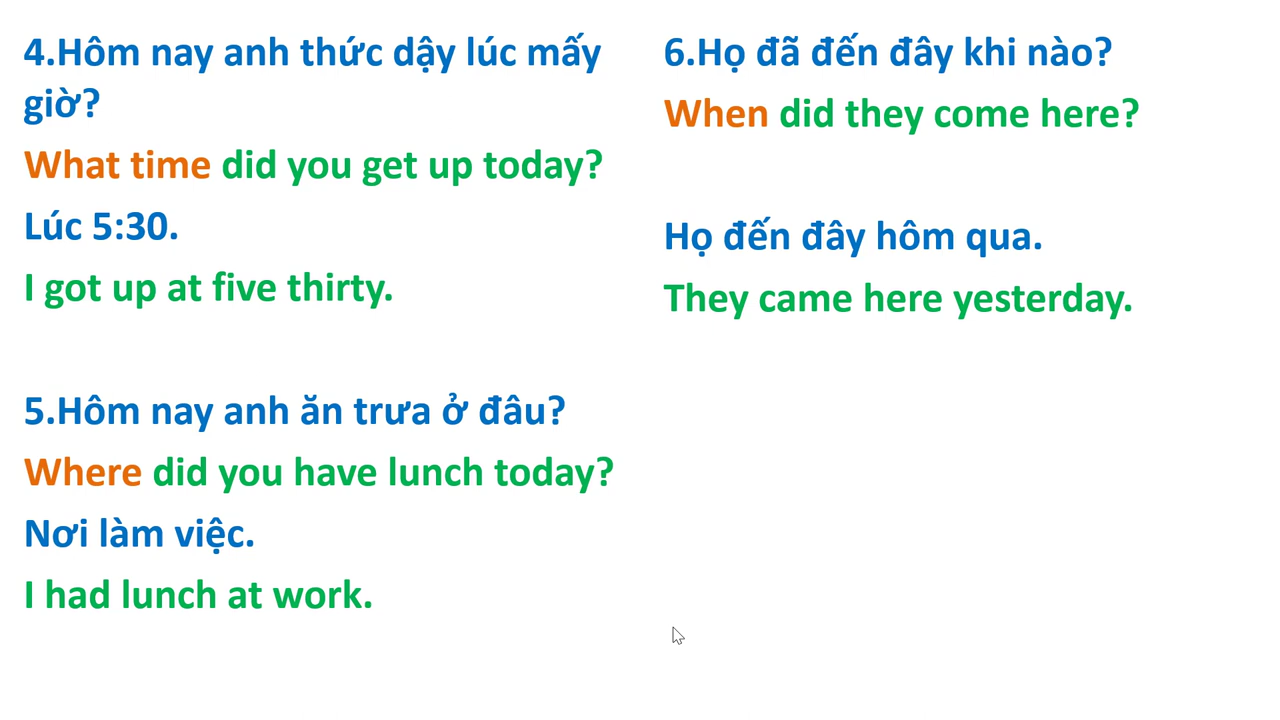 4.Hôm nay anh thức dậy lúc mấy
giờ?
What time did you get up today?
Lúc 5:30.
I got up at five thirty.
5.Hôm nay anh ăn trưa ở đâu?
Where did you have lunch today?
Nơi làm việc.
I had lunch at work.
6.Họ đã đến đây khi nào?
When did they come here?
Họ đến đây hôm qua.
They came here yesterday.